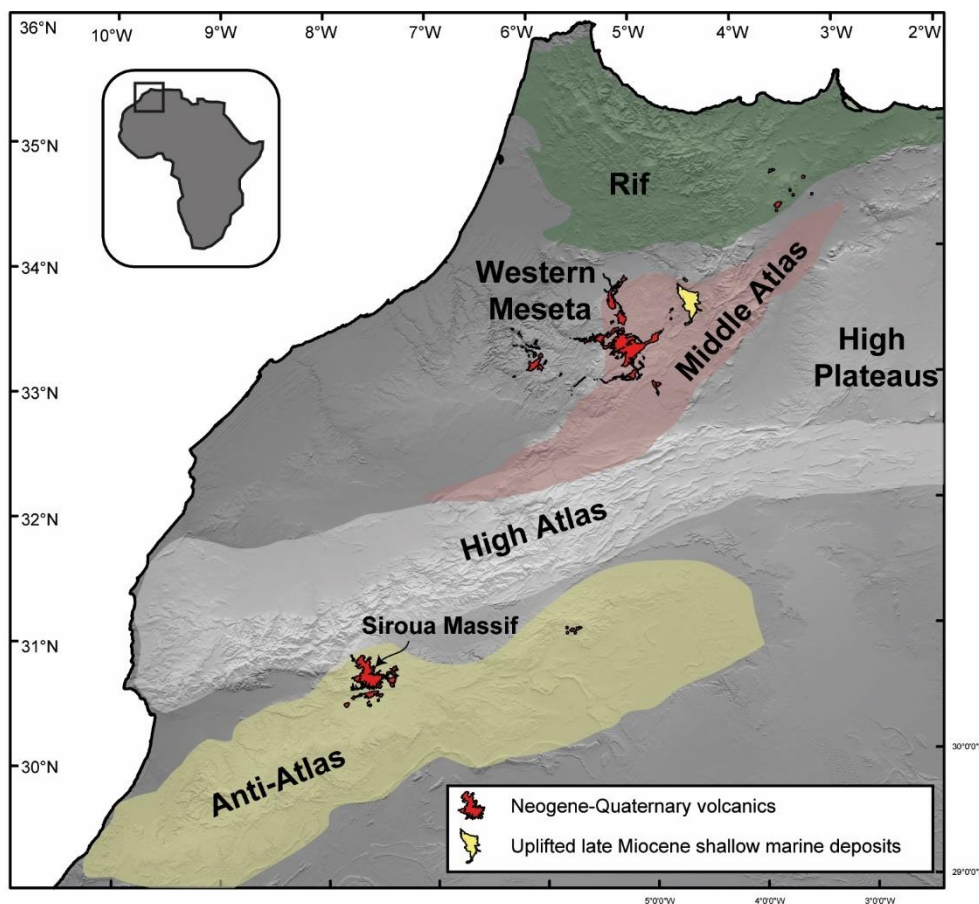 36°N
10°W 9°W 8°W 7°W 6°W 5°W 4°W 3°W 2°W
35°N
Rif
34°N
Western
Meseta
Middle Atlas
High
Plateaus
33°N
32°N
High Atlas
Siroua Massif
31°N
30°N
30°0'0"
Anti-Atlas
Neogene-Quaternary volcanics
Uplifted late Miocene shallow marine deposits
29°0'0"
5°0'0" 4°0'0" 3°0'0"